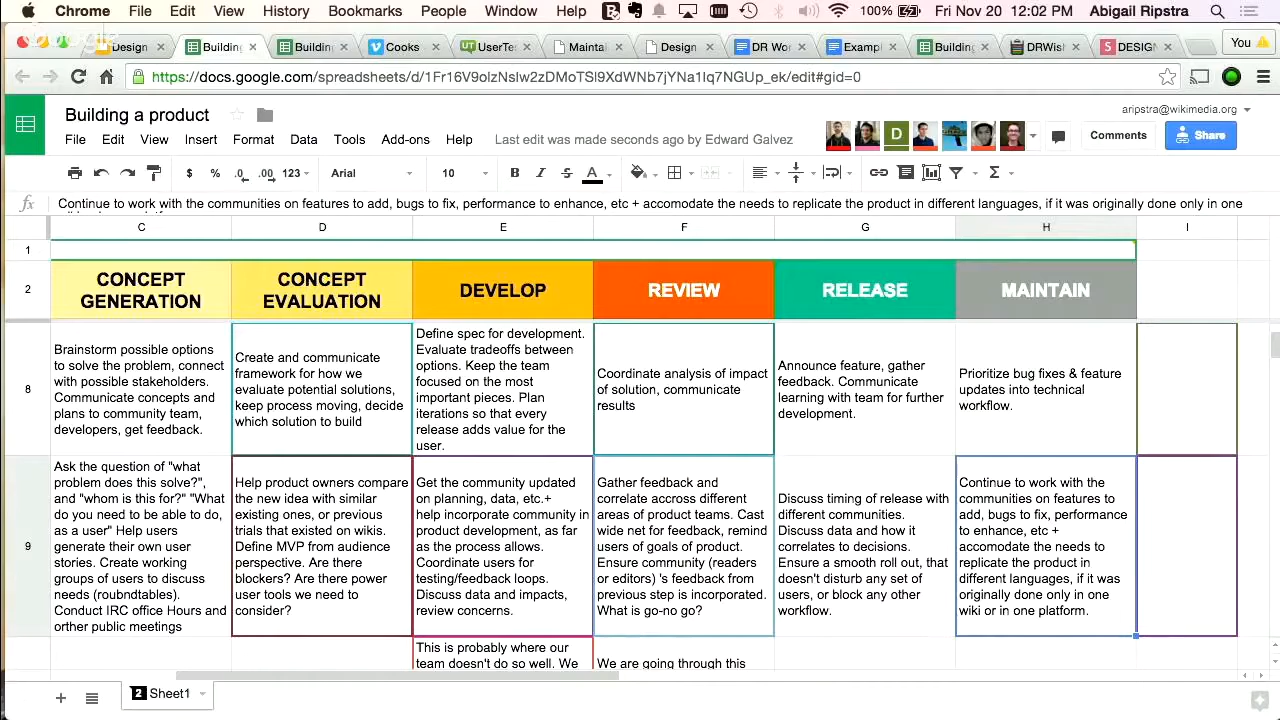 Chrome File Edit View History Bookmarks People Window Help 100% Fri Nov 20 12:02 PM Abigail Ripstra
Google
Design Building Building Cooks UserTe Maintai Design DR Wo Exampl Building DRWish DESIGN You
https://docs.google.com/spreadsheets/d/1Fr16V9oIzNsIw2zDMoTSl9XdWNb7jYNa1Iq7NGUp_ek/edit#gid=0
Building a product
aripstra@wikimedia.org
File Edit View Insert Format Data Tools Add-ons Help Last edit was made seconds ago by Edward Galvez
D
Comments Share
$ % .0 .00 123 Arial 10 B I S A Σ
fx Continue to work with the communities on features to add, bugs to fix, performance to enhance, etc + accomodate the needs to replicate the product in different languages, if it was originally done only in one
C D E F G H I
1
2
CONCEPT
GENERATION
CONCEPT
EVALUATION
DEVELOP
REVIEW
RELEASE
MAINTAIN
8
Brainstorm possible options
to solve the problem, connect
with possible stakeholders.
Communicate concepts and
plans to community team,
developers, get feedback.
Create and communicate
framework for how we
evaluate potential solutions,
keep process moving, decide
which solution to build
Define spec for development.
Evaluate tradeoffs between
options. Keep the team
focused on the most
important pieces. Plan
iterations so that every
release adds value for the
user.
Coordinate analysis of impact
of solution, communicate
results
Announce feature, gather
feedback. Communicate
learning with team for further
development.
Prioritize bug fixes & feature
updates into technical
workflow.
9
Ask the question of "what
problem does this solve?",
and "whom is this for?" "What
do you need to be able to do,
as a user" Help users
generate their own user
stories. Create working
groups of users to discuss
needs (roubndtables).
Conduct IRC office Hours and
orther public meetings
Help product owners compare
the new idea with similar
existing ones, or previous
trials that existed on wikis.
Define MVP from audience
perspective. Are there
blockers? Are there power
user tools we need to
consider?
Get the community updated
on planning, data, etc.+
help incorporate community in
product development, as far
as the process allows.
Coordinate users for
testing/feedback loops.
Discuss data and impacts,
review concerns.
Gather feedback and
correlate accross different
areas of product teams. Cast
wide net for feedback, remind
users of goals of product.
Ensure community (readers
or editors) 's feedback from
previous step is incorporated.
What is go-no go?
Discuss timing of release with
different communities.
Discuss data and how it
correlates to decisions.
Ensure a smooth roll out, that
doesn't disturb any set of
users, or block any other
workflow.
Continue to work with the
communities on features to
add, bugs to fix, performance
to enhance, etc +
accomodate the needs to
replicate the product in
different languages, if it was
originally done only in one
wiki or in one platform.
This is probably where our
team doesn't do so well. We
We are going through this
2 Sheet1